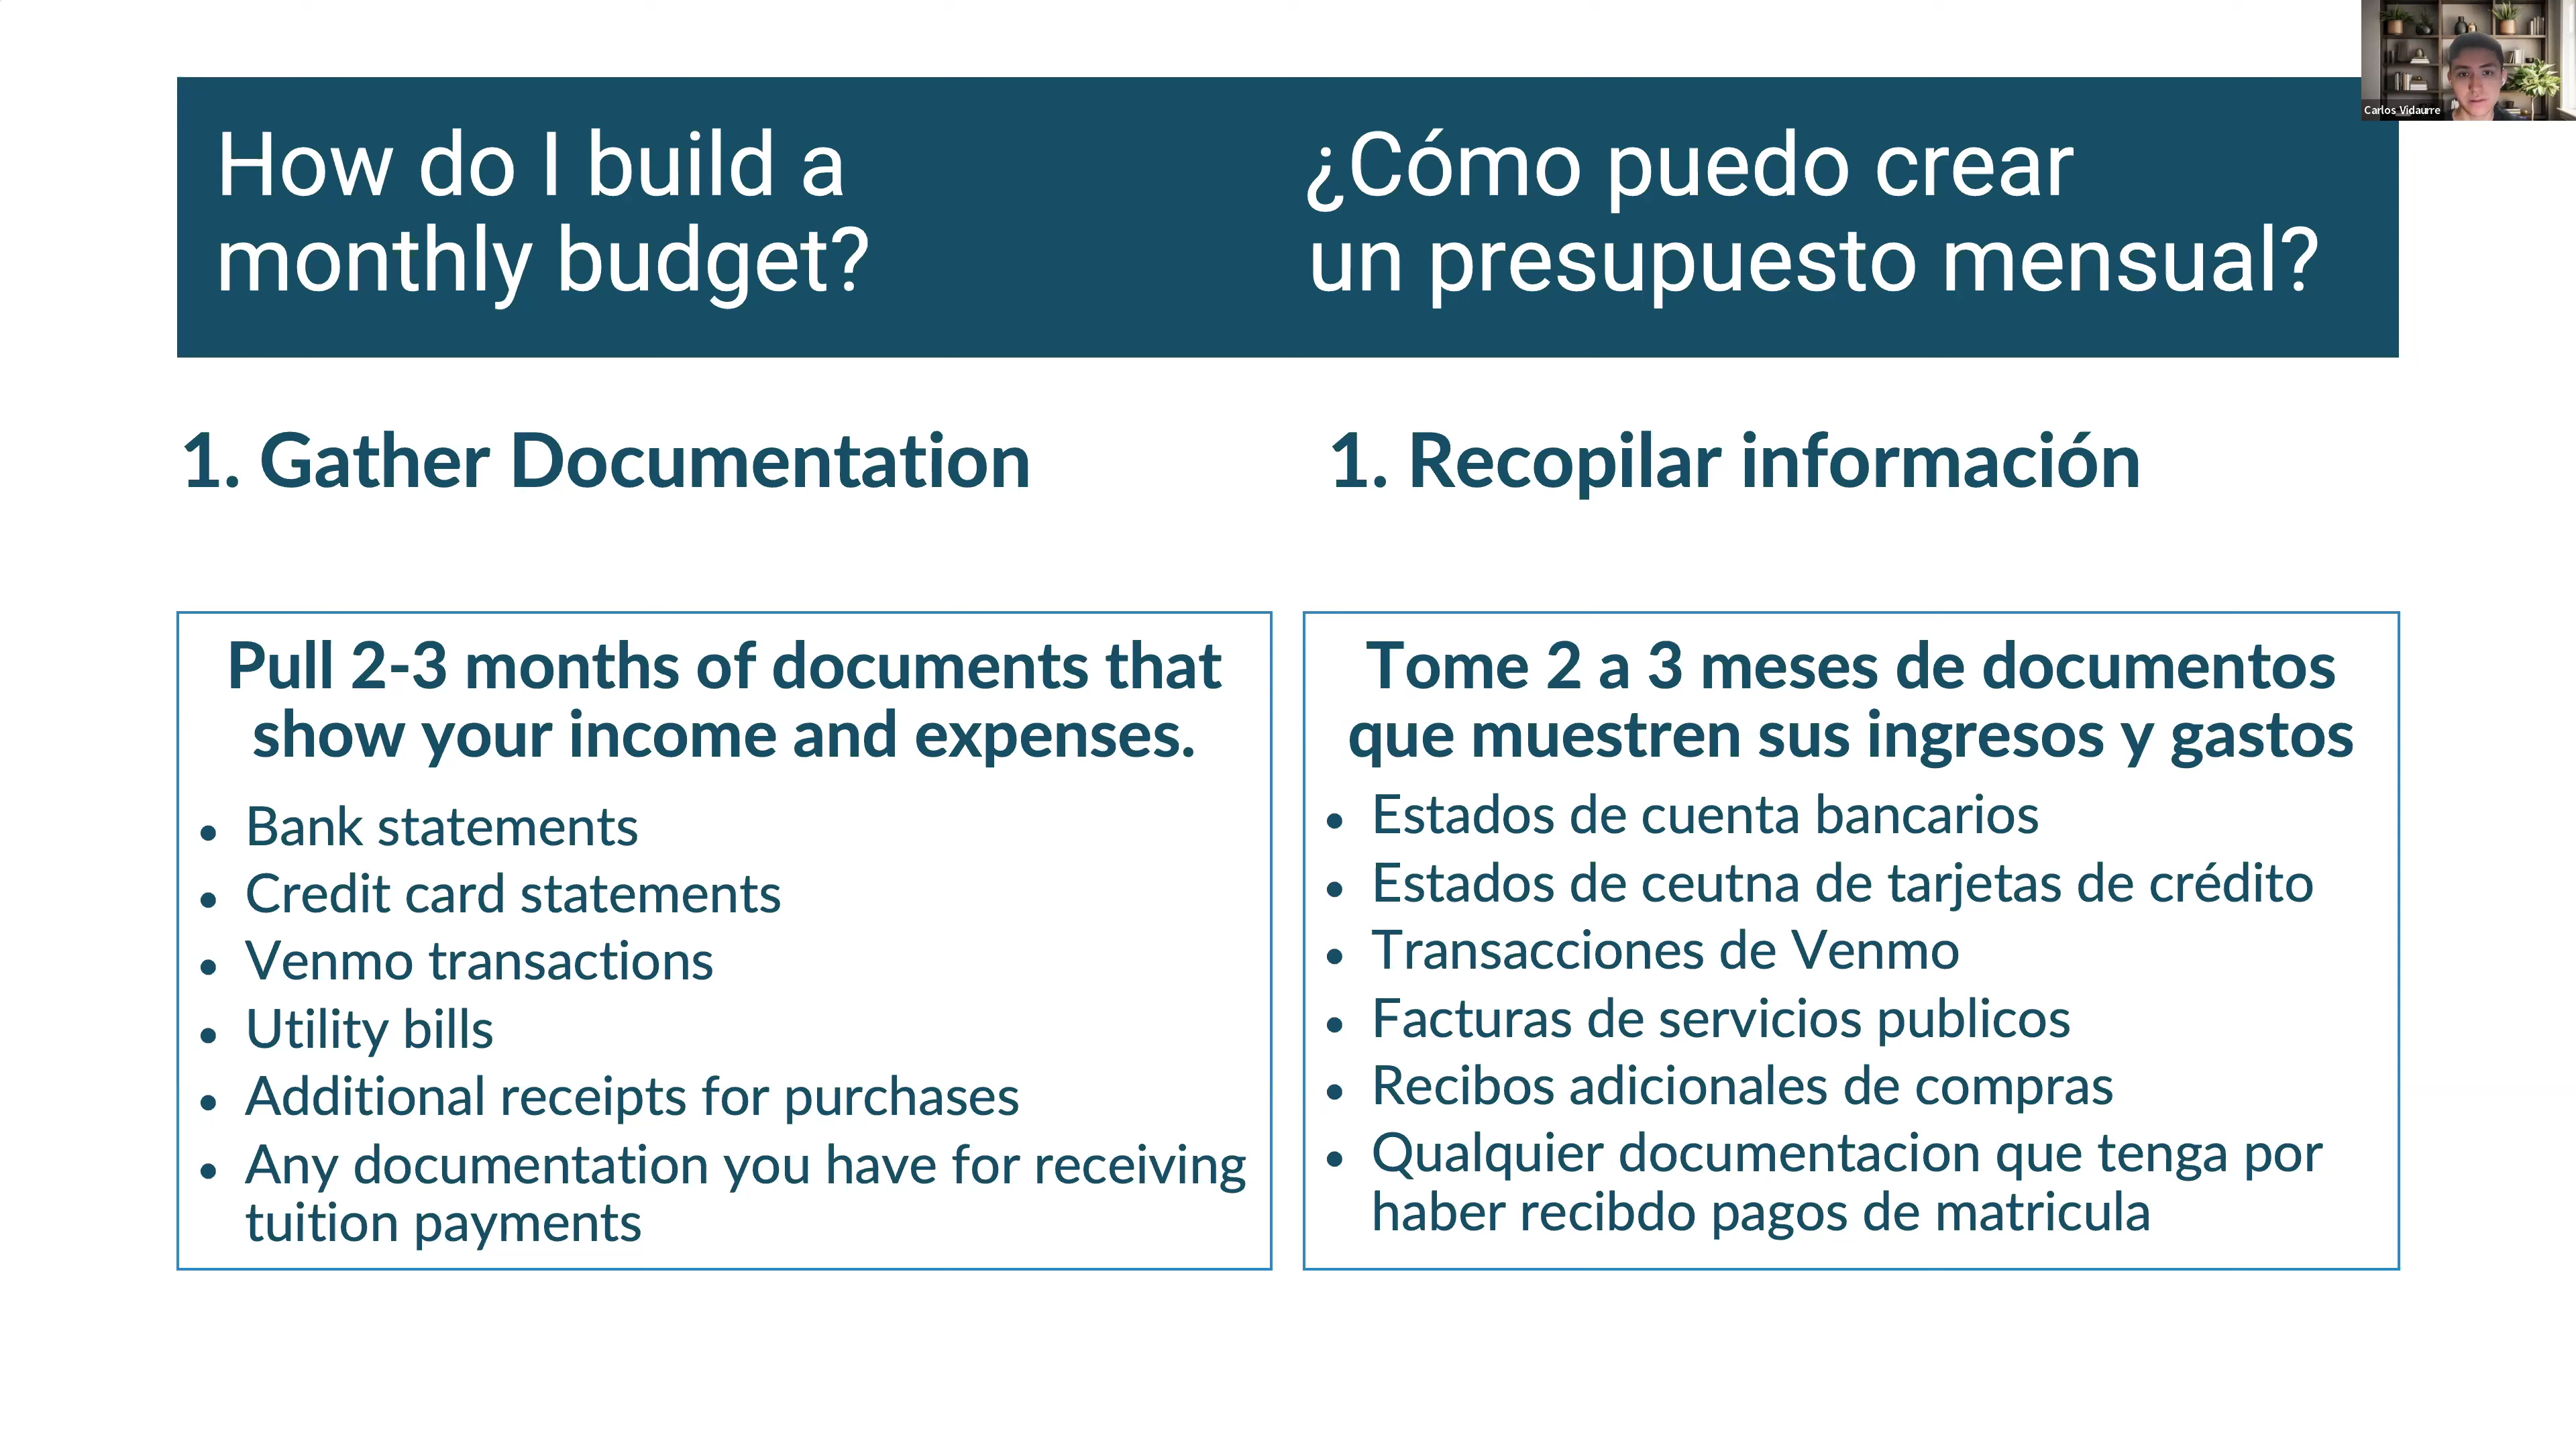 How do I build a
monthly budget?
¿Cómo puedo crear
un presupuesto mensual?
Carlos Vidaurre
1. Gather Documentation
1. Recopilar información
Pull 2-3 months of documents that
show your income and expenses.
• Bank statements
• Credit card statements
• Venmo transactions
• Utility bills
• Additional receipts for purchases
• Any documentation you have for receiving
tuition payments
Tome 2 a 3 meses de documentos
que muestren sus ingresos y gastos
• Estados de cuenta bancarios
• Estados de ceutna de tarjetas de crédito
• Transacciones de Venmo
• Facturas de servicios publicos
• Recibos adicionales de compras
• Qualquier documentacion que tenga por
haber recibdo pagos de matricula